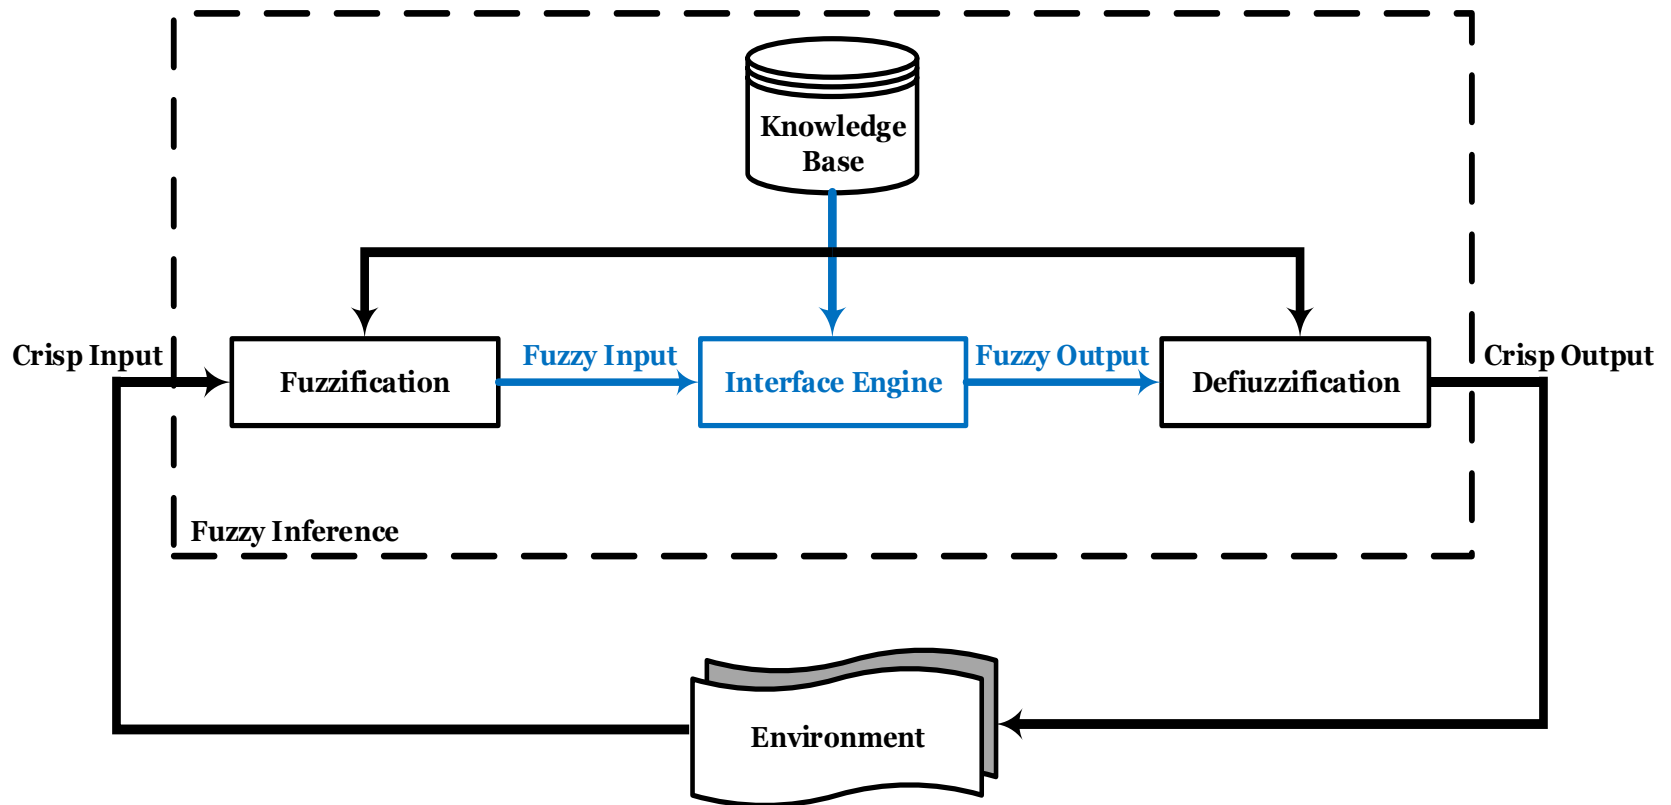 Knowledge
Base
Crisp Input
Fuzzy Input
Fuzzy Output
Crisp Output
Fuzzification
Interface Engine
Defiuzzification
Fuzzy Inference
Environment